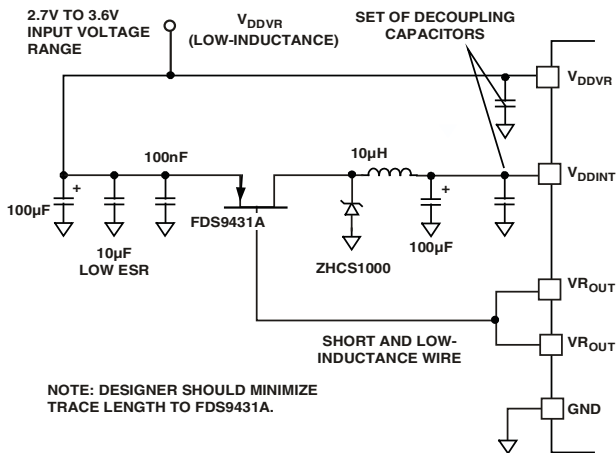 2.7V TO 3.6V
INPUT VOLTAGE
RANGE
VDDVR
(LOW-INDUCTANCE)
SET OF DECOUPLING
CAPACITORS
VDDVR
100nF
10µH
VDDINT
+
100µF
10µF
LOW ESR
FDS9431A
+
100µF
ZHCS1000
VROUT
SHORT AND LOW-
INDUCTANCE WIRE
VROUT
NOTE: DESIGNER SHOULD MINIMIZE
TRACE LENGTH TO FDS9431A.
GND